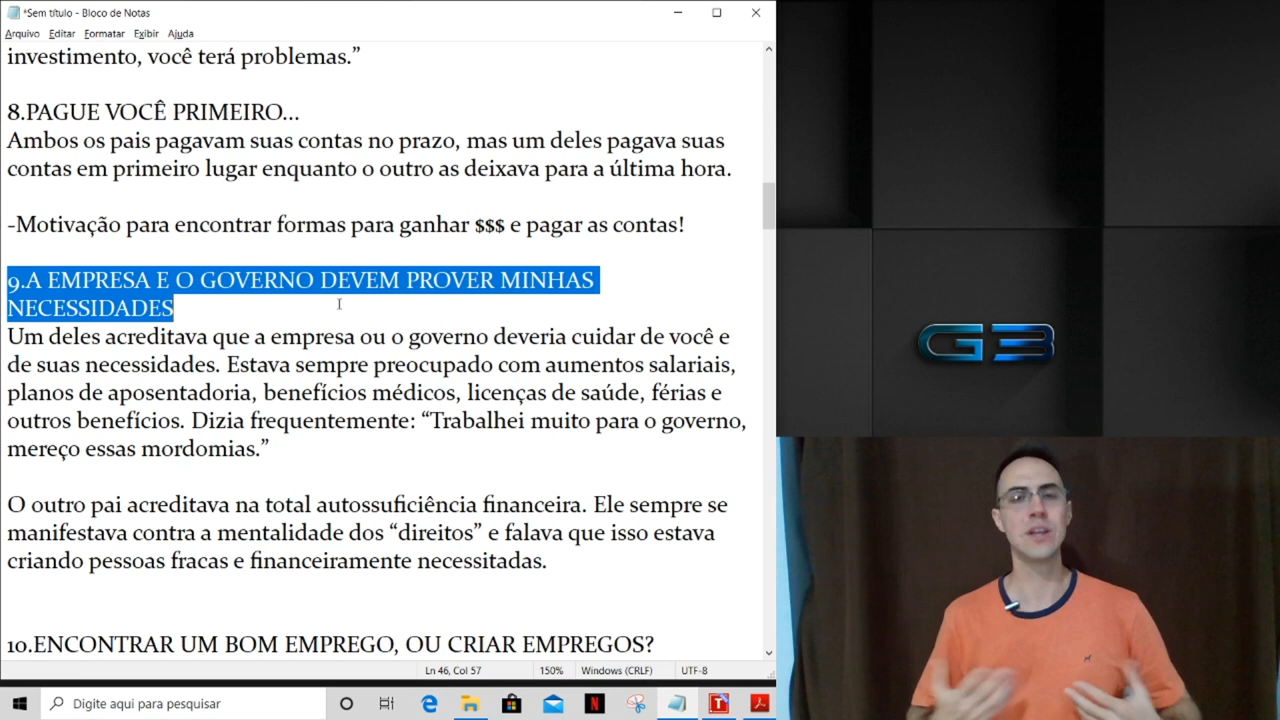 *Sem título - Bloco de Notas
Arquivo Editar Formatar Exibir Ajuda
investimento, você terá problemas.”
8.PAGUE VOCÊ PRIMEIRO...
Ambos os pais pagavam suas contas no prazo, mas um deles pagava suas
contas em primeiro lugar enquanto o outro as deixava para a última hora.
-Motivação para encontrar formas para ganhar $$$ e pagar as contas!
9.A EMPRESA E O GOVERNO DEVEM PROVER MINHAS
NECESSIDADES
Um deles acreditava que a empresa ou o governo deveria cuidar de você e
de suas necessidades. Estava sempre preocupado com aumentos salariais,
planos de aposentadoria, benefícios médicos, licenças de saúde, férias e
outros benefícios. Dizia frequentemente: “Trabalhei muito para o governo,
mereço essas mordomias.”
O outro pai acreditava na total autossuficiência financeira. Ele sempre se
manifestava contra a mentalidade dos “direitos” e falava que isso estava
criando pessoas fracas e financeiramente necessitadas.
10.ENCONTRAR UM BOM EMPREGO, OU CRIAR EMPREGOS?
Ln 46, Col 57 150% Windows (CRLF) UTF-8
Digite aqui para pesquisar
G3